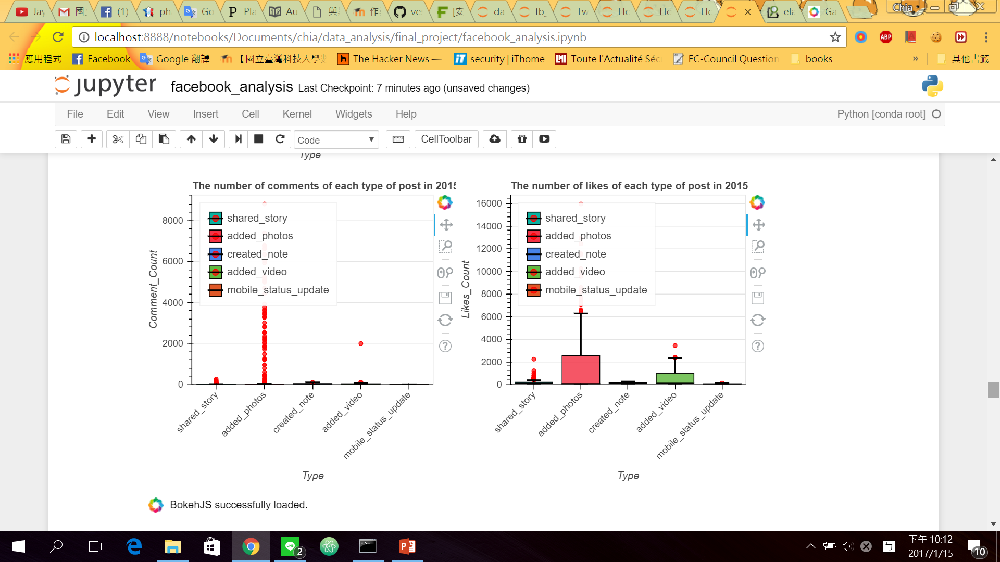 Jay
國立
(1)
ph
Go
P Pla
Au
與
作
ve
[安
da
fb_
Tw
Ho
Ho
Ho
ela
Ga
Chia
localhost:8888/notebooks/Documents/chia/data_analysis/final_project/facebook_analysis.ipynb
ABP
應用程式
Facebook
Google 翻譯
【國立臺灣科技大學
The Hacker News —
iT security | iThome
Toute l'Actualité Séc
EC-Council Question
books
»
其他書籤
jupyter facebook_analysis Last Checkpoint: 7 minutes ago (unsaved changes)
File Edit View Insert Cell Kernel Widgets Help Python [conda root]
Code CellToolbar
Type
The number of comments of each type of post in 2015
8000
6000
4000
2000
0
Comment_Count
shared_story
added_photos
created_note
added_video
mobile_status_update
shared_story
added_photos
created_note
added_video
mobile_status_update
Type
The number of likes of each type of post in 2015
16000
14000
12000
10000
8000
6000
4000
2000
0
Likes_Count
shared_story
added_photos
created_note
added_video
mobile_status_update
shared_story
added_photos
created_note
added_video
mobile_status_update
Type
BokehJS successfully loaded.
LINE
2
下午 10:12
2017/1/15
10